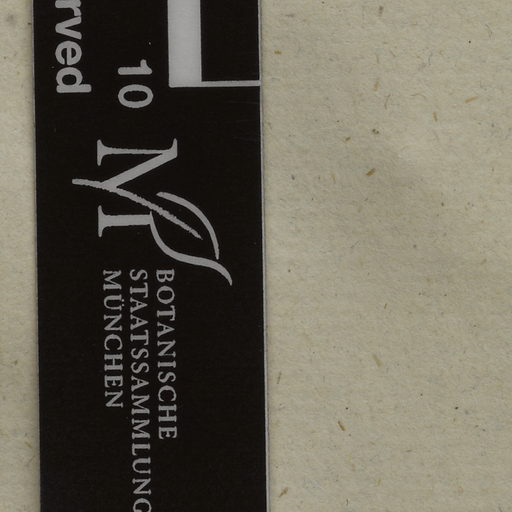 rved
10
M
BOTANISCHE
STAATSSAMMLUNG
MÜNCHEN